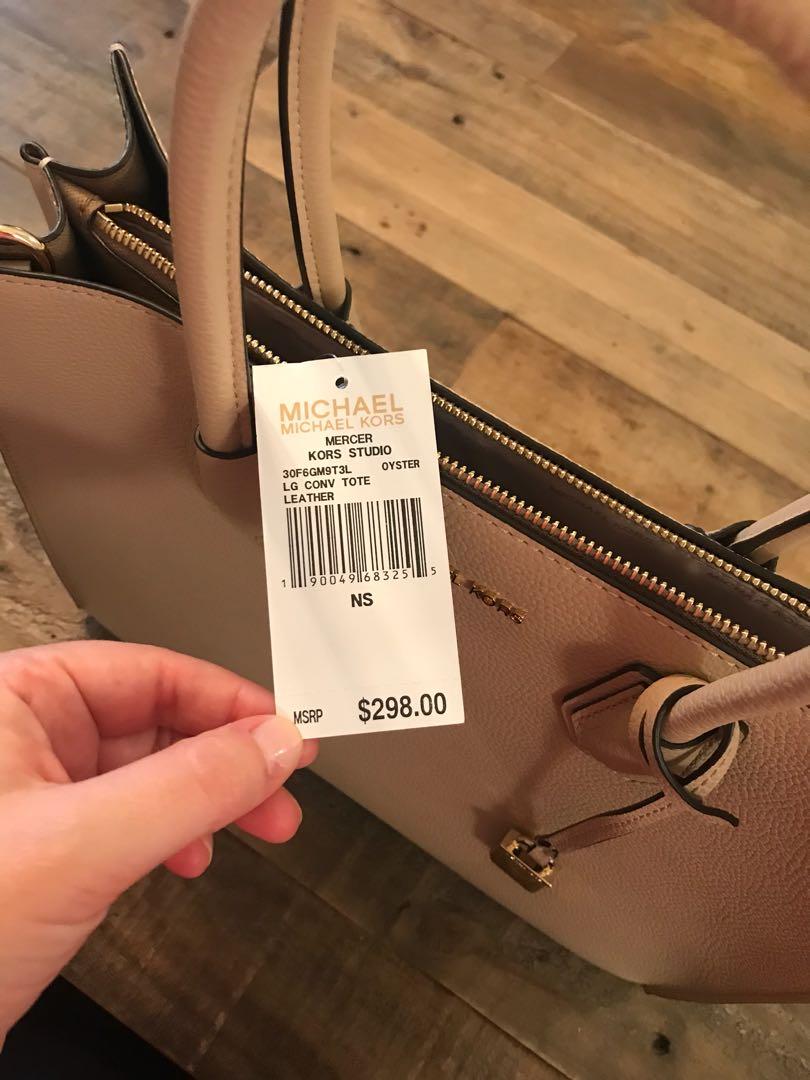 MICHAEL
MICHAEL KORS
MERCER
KORS STUDIO
30F6GM9T3L OYSTER
LG CONV TOTE
LEATHER
1 90049 68325 5
NS
MSRP $298.00
KORS